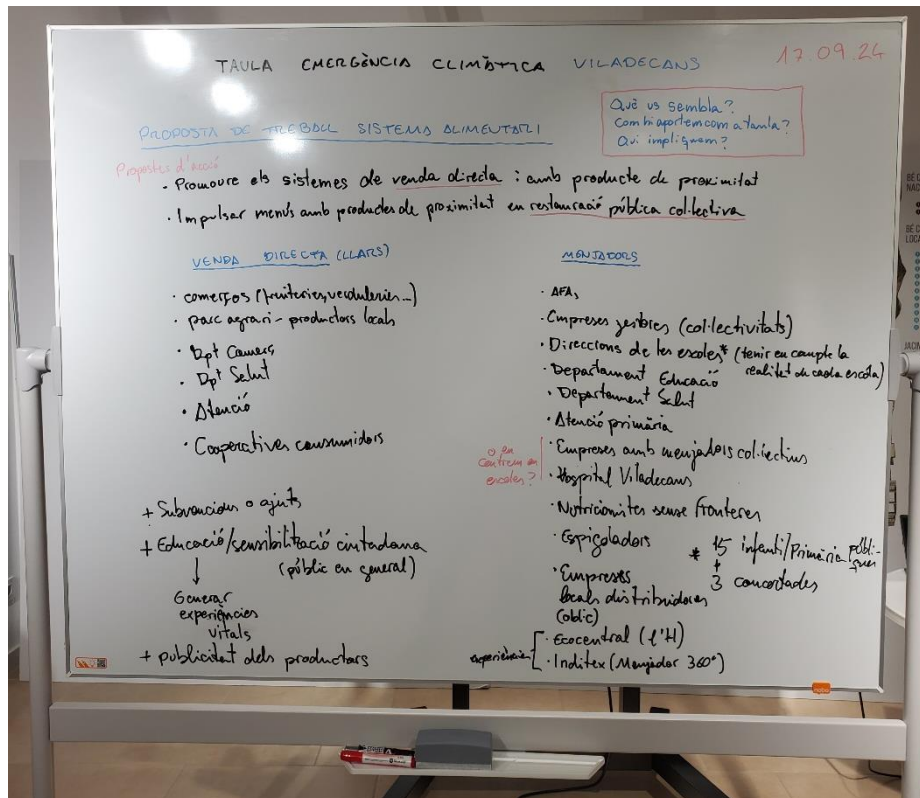 TAULA EMERGÈNCIA CLIMÀTICA VILADECANS
17.09.24
Què us sembla?
Com hi aportem com a taula?
Qui impliquem?
PROPOSTA DE TREBALL SISTEMA ALIMENTARI
Propostes d'acció
· Promoure els sistemes de venda directa : amb producte de proximitat
· Impulsar menús amb productes de proximitat en restauració pública col·lectiva
VENDA DIRECTA (LLARS)
· comerços (fruiteries, verduleries...)
· parc agrari - productors locals
· Dpt Comerç
· Dpt Salut
· Atenció
· Cooperatives consumidors
+ Subvencions o ajuts
+ Educació/sensibilització ciutadana
(públic en general)
↓
Generar
experiències
vitals
+ publicitat dels productors
MENJADORS
· AFAs
· Empreses gestores (col·lectivitats)
· Direccions de les escoles* (tenir en compte la
realitat de cada escola)
· Departament Educació
· Departament Salut
· Atenció primària
o en
centrem en
escoles?
· Empreses amb menjadors col·lectius
· Hospital Viladecans
· Nutricionistes sense Fronteres
· Espigoladors
* 15 infantil/Primària públi-
ques
+
3 concertades
· Empreses
locals distribuidores
(oblic)
experiències
· Ecocentral (l'H)
· Inditex (Menjador 360º)